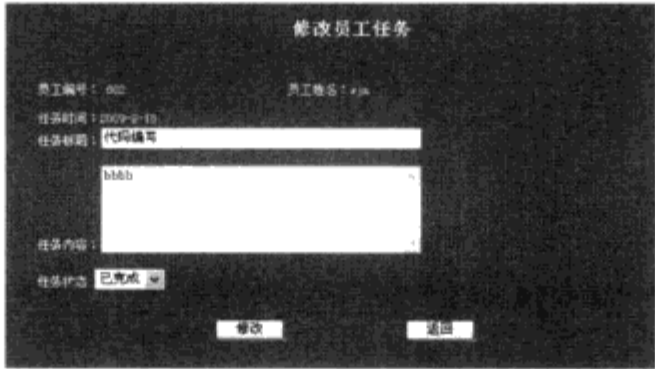 修改员工任务
员工编号： 002 员工姓名：
任务时间：2009-9-
任务标题： 代码编写
bbbb
任务内容：
任务状态 已完成
修改 返回